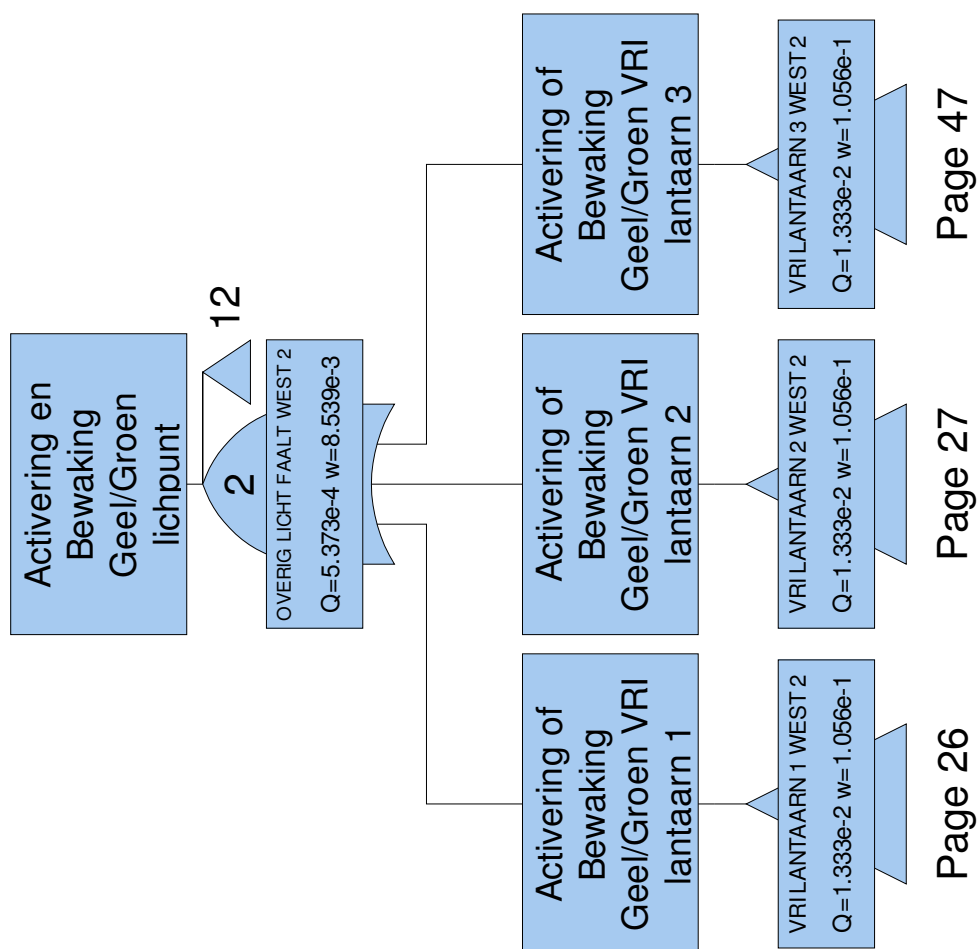 Activering en
Bewaking
Geel/Groen
lichpunt
12
2
OVERIG LICHT FAALT WEST 2
Q=5.373e-4 w=8.539e-3
Activering of
Bewaking
Geel/Groen VRI
lantaarn 1
VRI LANTAARN 1 WEST 2
Q=1.333e-2 w=1.056e-1
Page 26
Activering of
Bewaking
Geel/Groen VRI
lantaarn 2
VRI LANTAARN 2 WEST 2
Q=1.333e-2 w=1.056e-1
Page 27
Activering of
Bewaking
Geel/Groen VRI
lantaarn 3
VRI LANTAARN 3 WEST 2
Q=1.333e-2 w=1.056e-1
Page 47